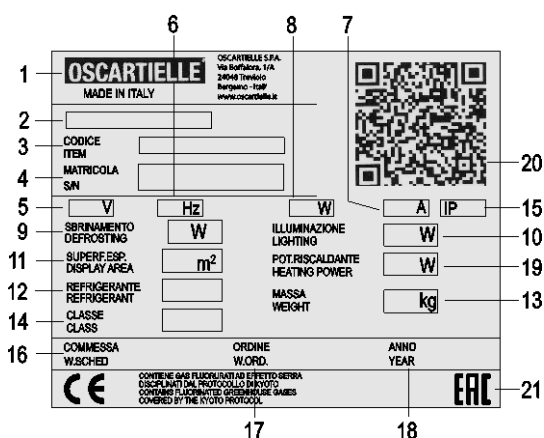 6 8 7
1 OSCARTIELLE
MADE IN ITALY
OSCARTIELLE S.P.A.
Via Boffalora, 1/A
24048 Treviolo
Bergamo - Italy
www.oscartielle.it
2
3 CODICE
ITEM
4 MATRICOLA
S/N
20
5 V Hz W A IP 15
9 SBRINAMENTO
DEFROSTING W
ILLUMINAZIONE
LIGHTING W 10
11 SUPERF.ESP.
DISPLAY AREA m²
POT.RISCALDANTE
HEATING POWER W 19
12 REFRIGERANTE
REFRIGERANT
MASSA
WEIGHT kg 13
14 CLASSE
CLASS
16 COMMESSA
W.SCHED
ORDINE
W.ORD.
ANNO
YEAR
CE
CONTIENE GAS FLUORURATI AD EFFETTO SERRA
DISCIPLINATI DAL PROTOCOLLO DI KYOTO
CONTAINS FLUORINATED GREENHOUSE GASES
COVERED BY THE KYOTO PROTOCOL
EAC 21
17 18